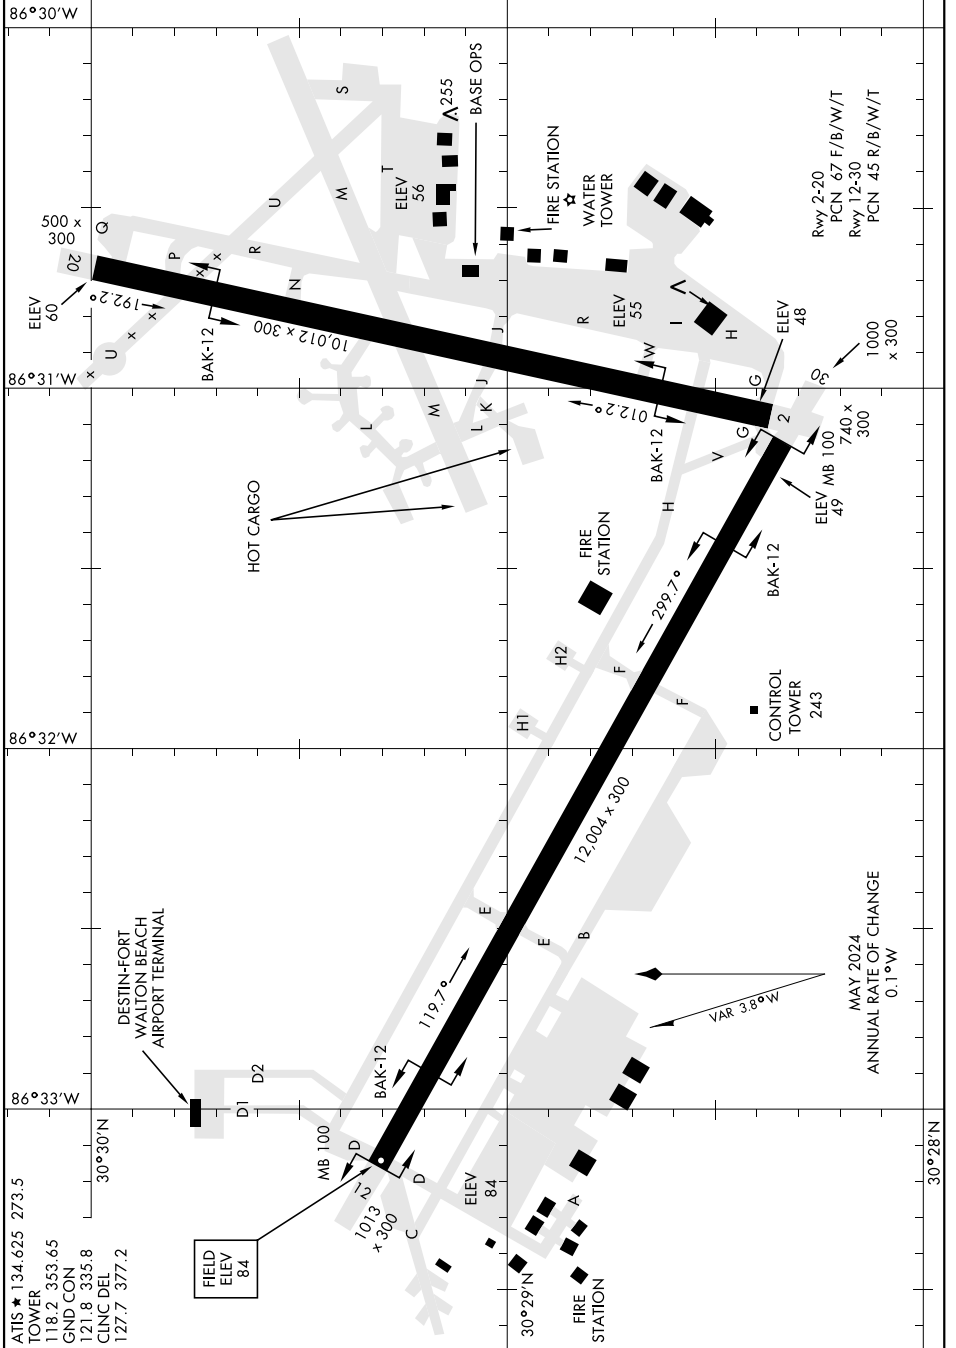 86°30'W
500 x
300
20
Q
ELEV
60
192.2°
P
U
x
x
x
x
x
BAK-12
10,012 x 300
R
N
U
S
M
T
ELEV
56
255
BASE OPS
FIRE STATION
WATER
TOWER
Rwy 2-20
PCN 67 F/B/W/T
Rwy 12-30
PCN 45 R/B/W/T
86°31'W
L
M
L
K
J
J
R
ELEV
55
I
H
W
G
ELEV
48
30
1000
x 300
012.2°
BAK-12
G
2
V
740 x
300
MB 100
ELEV
49
HOT CARGO
H
FIRE
STATION
BAK-12
299.7°
H2
F
F
H1
CONTROL
TOWER
243
86°32'W
12,004 x 300
DESTIN-FORT
WALTON BEACH
AIRPORT TERMINAL
E
E
B
119.7°
VAR 3.8°W
MAY 2024
ANNUAL RATE OF CHANGE
0.1°W
BAK-12
D2
D1
86°33'W
30°30'N
MB 100
D
12
D
1013
x 300
C
ELEV
84
A
FIELD
ELEV
84
30°29'N
FIRE
STATION
30°28'N
ATIS ★ 134.625 273.5
TOWER
118.2 353.65
GND CON
121.8 335.8
CLNC DEL
127.7 377.2